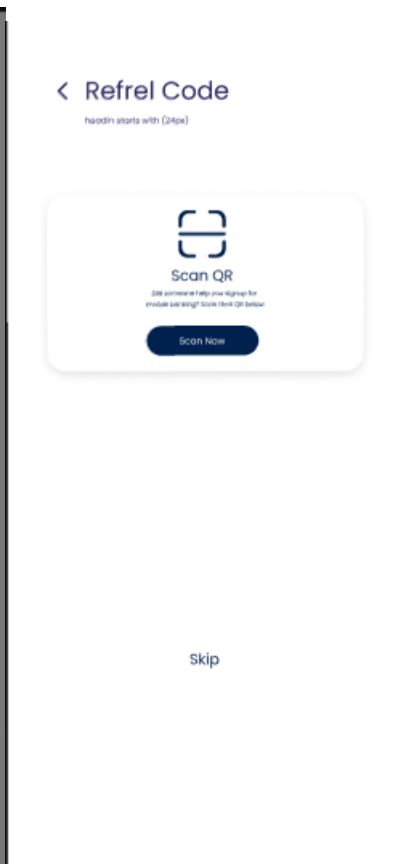 Refrel Code
headin starts with (24px)
Scan QR
Did someone help you signup for
mobile banking? Scan their QR below
Scan Now
Skip